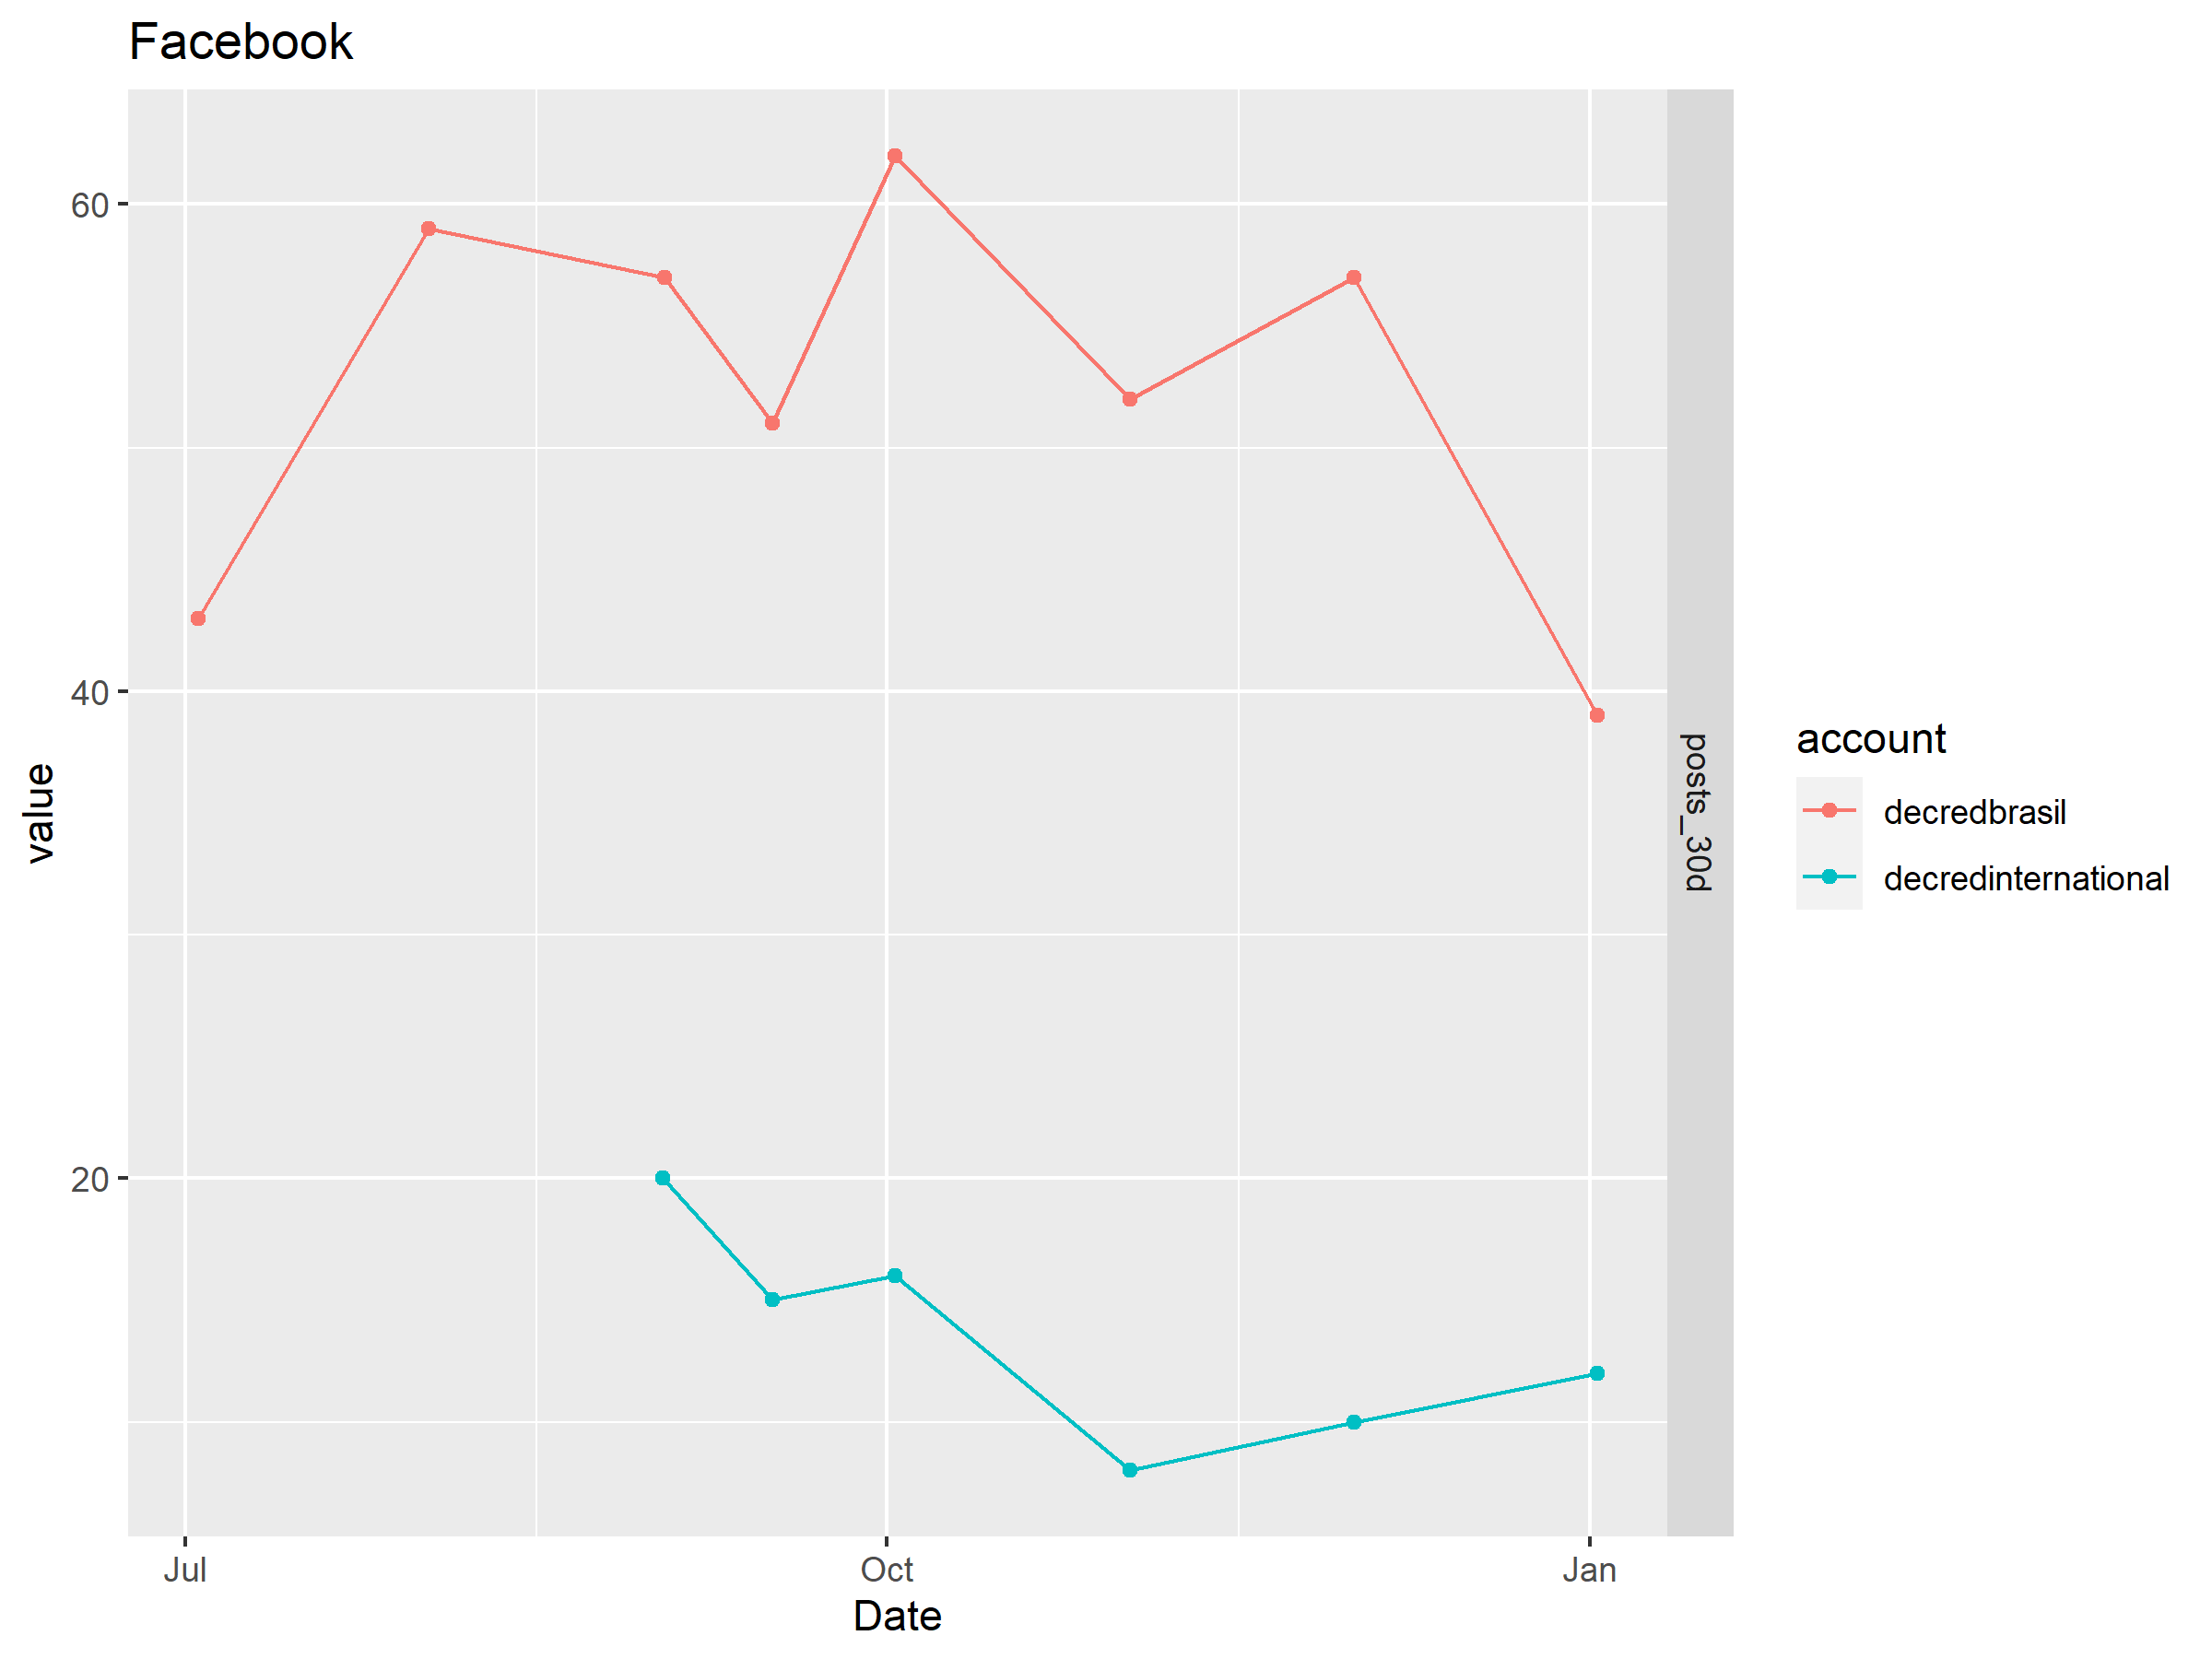 Facebook
60
40
20
value
Jul
Oct
Jan
Date
posts_30d
account
decredbrasil
decredinternational